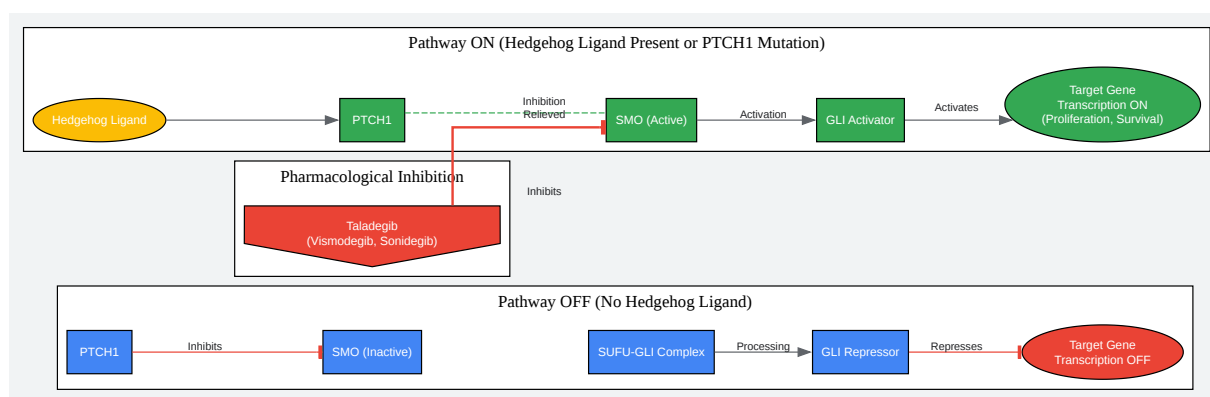 Pathway ON (Hedgehog Ligand Present or PTCH1 Mutation)
Hedgehog Ligand
PTCH1
Inhibition
Relieved
SMO (Active)
Activation
GLI Activator
Activates
Target Gene
Transcription ON
(Proliferation, Survival)
Pharmacological Inhibition
Inhibits
Taladegib
(Vismodegib, Sonidegib)
Pathway OFF (No Hedgehog Ligand)
PTCH1
Inhibits
SMO (Inactive)
SUFU-GLI Complex
Processing
GLI Repressor
Represses
Target Gene
Transcription OFF